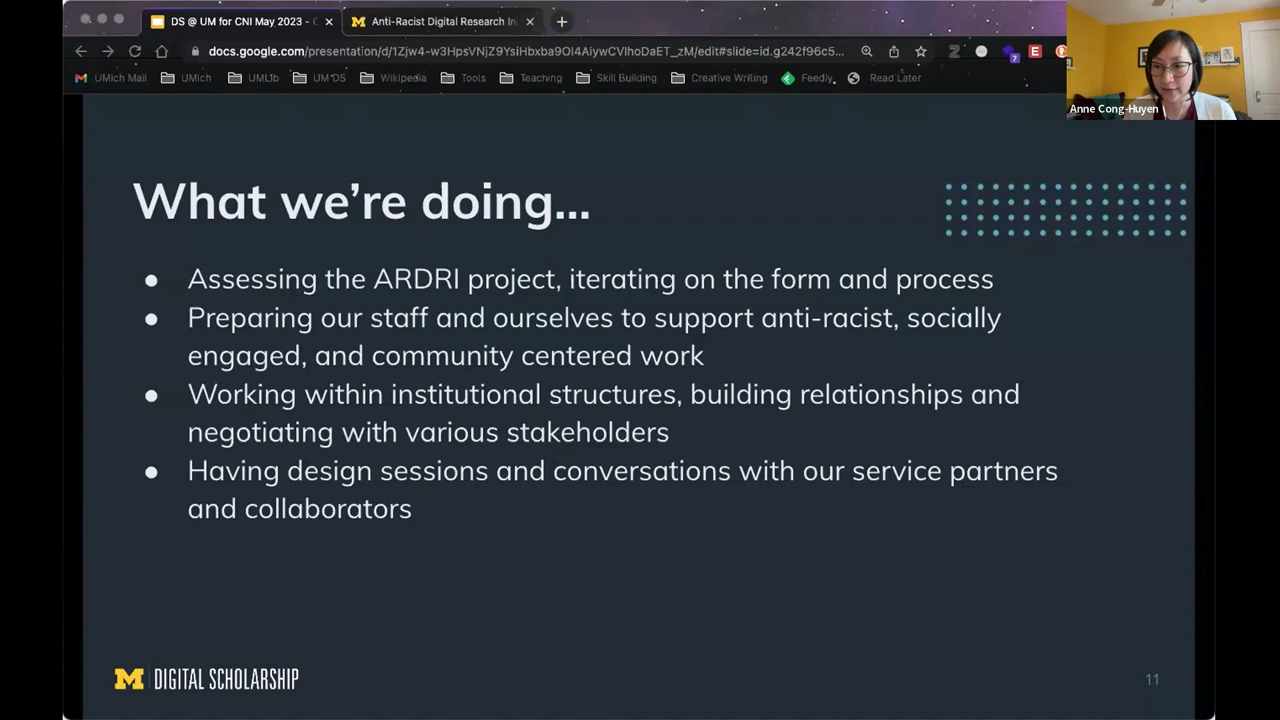 DS @ UM for CNI May 2023 - C
Anti-Racist Digital Research In
docs.google.com/presentation/d/1Zjw4-w3HpsVNjZ9YsiHbxba9OI4AiywCVlhoDaET_zM/edit#slide=id.g242f96c5...
7
E
UMich Mail
UMich
UMLib
UM DS
Wikipedia
Tools
Teaching
Skill Building
Creative Writing
Feedly.
Read Later
Anne Cong-Huyen
What we're doing...
● Assessing the ARDRI project, iterating on the form and process
● Preparing our staff and ourselves to support anti-racist, socially
engaged, and community centered work
● Working within institutional structures, building relationships and
negotiating with various stakeholders
● Having design sessions and conversations with our service partners
and collaborators
M DIGITAL SCHOLARSHIP
11